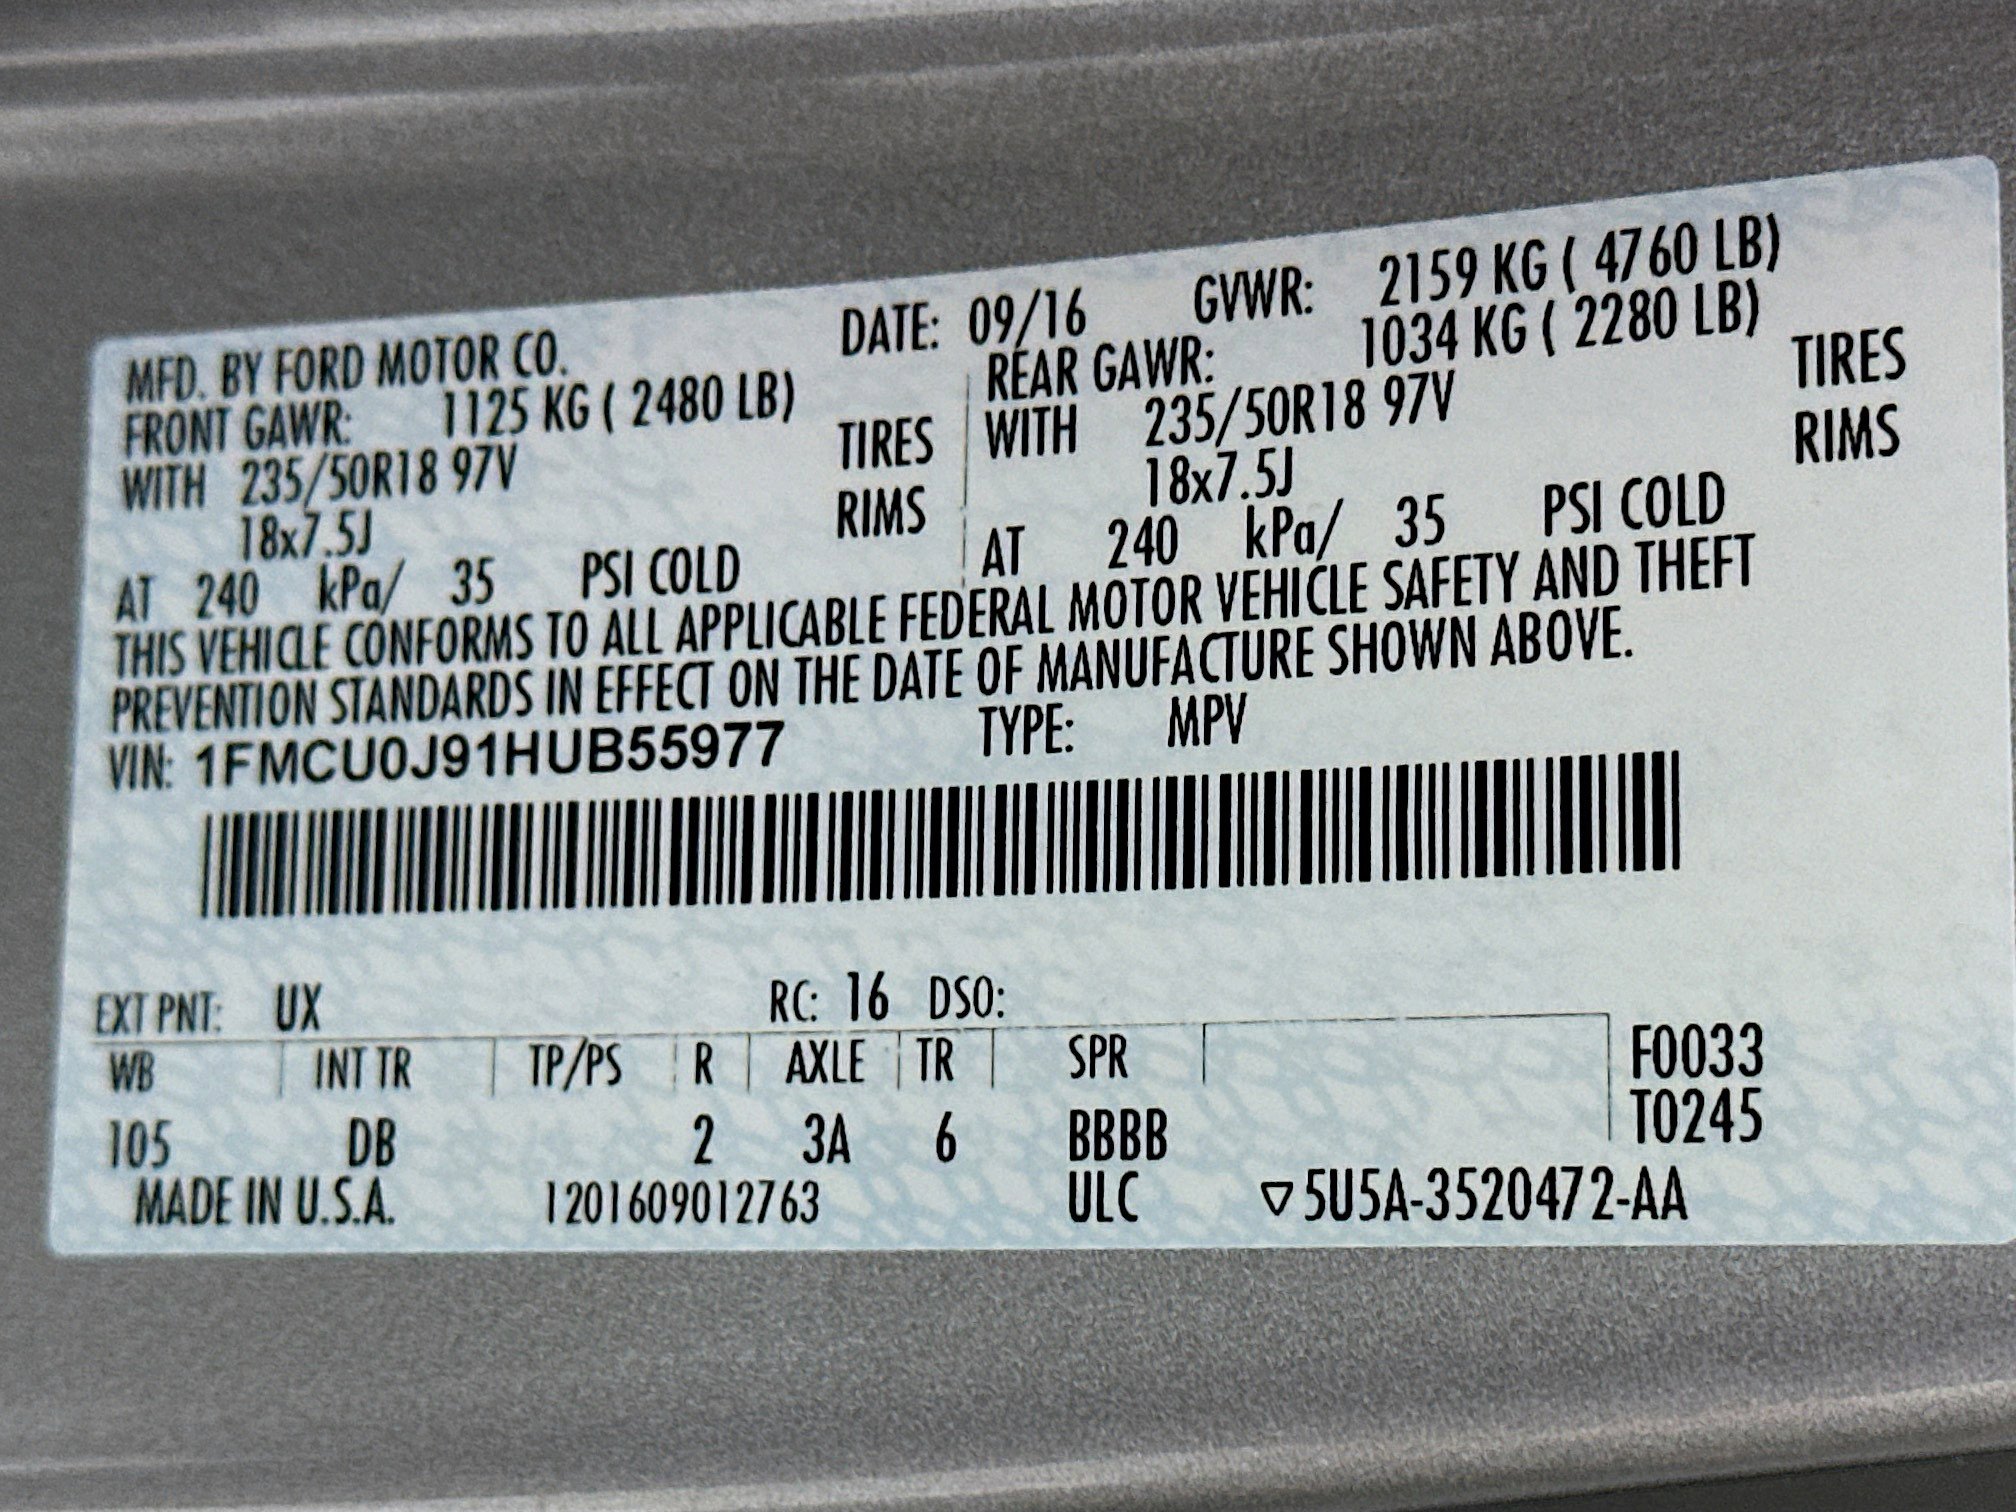 MFD. BY FORD MOTOR CO. DATE: 09/16 GVWR: 2159 KG ( 4760 LB)
FRONT GAWR: 1125 KG ( 2480 LB) REAR GAWR: 1034 KG ( 2280 LB)
WITH 235/50R18 97V TIRES WITH 235/50R18 97V TIRES
18x7.5J RIMS 18x7.5J RIMS
AT 240 kPa/ 35 PSI COLD AT 240 kPa/ 35 PSI COLD
THIS VEHICLE CONFORMS TO ALL APPLICABLE FEDERAL MOTOR VEHICLE SAFETY AND THEFT
PREVENTION STANDARDS IN EFFECT ON THE DATE OF MANUFACTURE SHOWN ABOVE.
VIN: 1FMCU0J91HUB55977 TYPE: MPV
EXT PNT: UX RC: 16 DSO:
WB INT TR TP/PS R AXLE TR SPR F0033
105 DB 2 3A 6 BBBB T0245
MADE IN U.S.A. 1201609012763 ULC ▽5U5A-3520472-AA